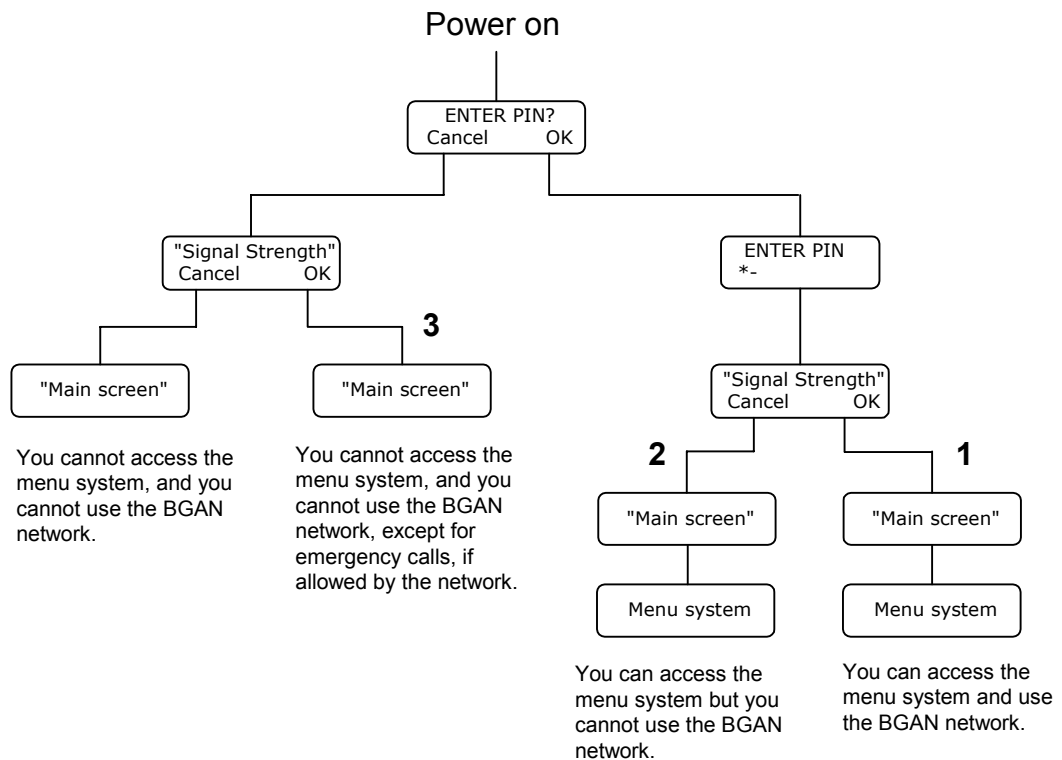 Power on
ENTER PIN?
Cancel OK
"Signal Strength"
Cancel OK
ENTER PIN
*-
3
"Main screen"
"Main screen"
"Signal Strength"
Cancel OK
You cannot access the
menu system, and you
cannot use the BGAN
network.
You cannot access the
menu system, and you
cannot use the BGAN
network, except for
emergency calls, if
allowed by the network.
2
1
"Main screen"
"Main screen"
Menu system
Menu system
You can access the
menu system but you
cannot use the BGAN
network.
You can access the
menu system and use
the BGAN network.